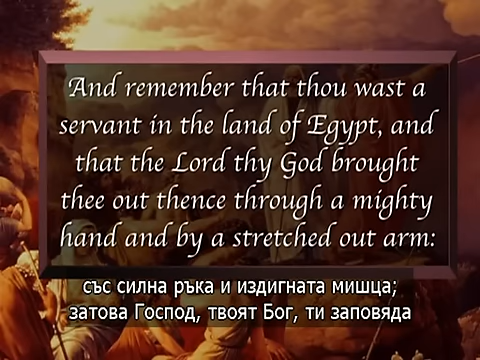 And remember that thou wast a
servant in the land of Egypt, and
that the Lord thy God brought
thee out thence through a mighty
hand and by a stretched out arm:
със силна ръка и издигната мишца;
затова Господ, твоят Бог, ти заповяда